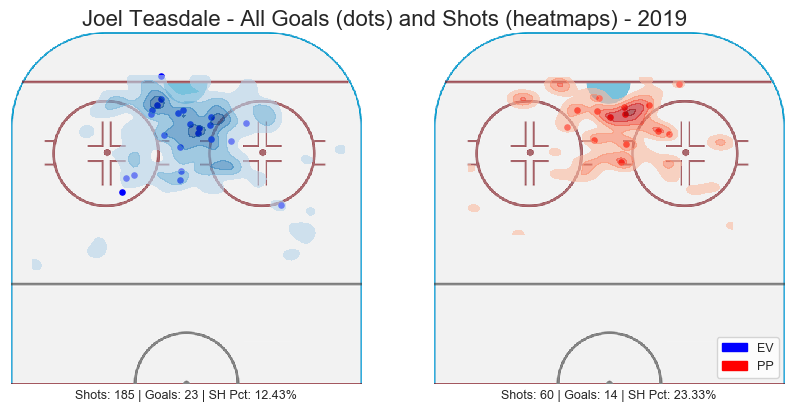 Joel Teasdale - All Goals (dots) and Shots (heatmaps) - 2019
EV
PP
Shots: 185 | Goals: 23 | SH Pct: 12.43%
Shots: 60 | Goals: 14 | SH Pct: 23.33%